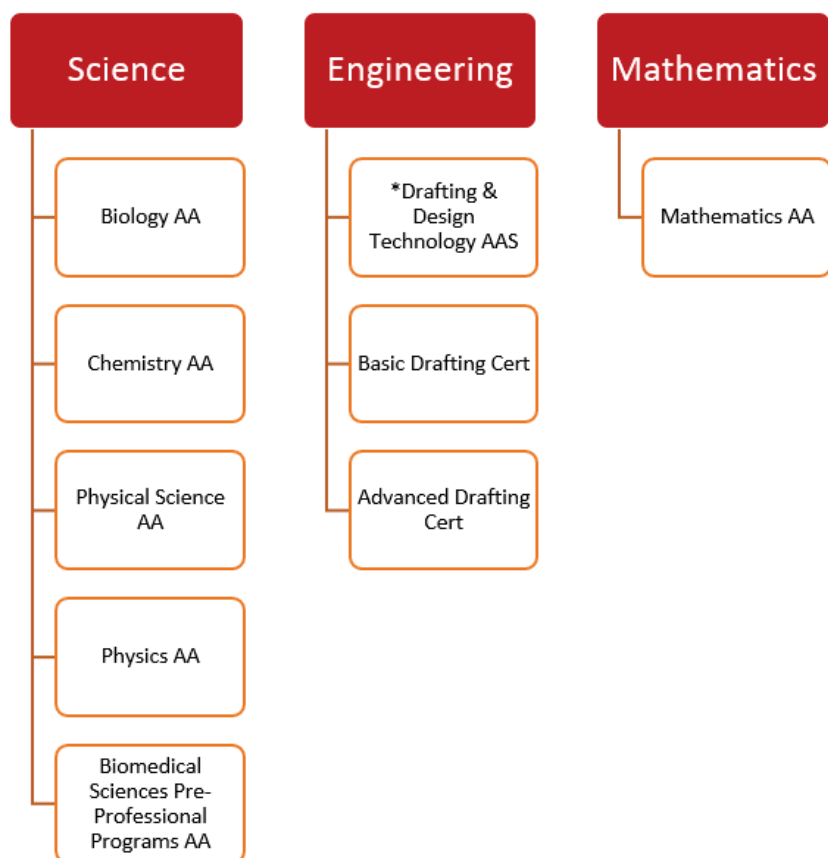 Science
Biology AA
Chemistry AA
Physical Science
AA
Physics AA
Biomedical
Sciences Pre-
Professional
Programs AA
Engineering
*Drafting &
Design
Technology AAS
Basic Drafting Cert
Advanced Drafting
Cert
Mathematics
Mathematics AA